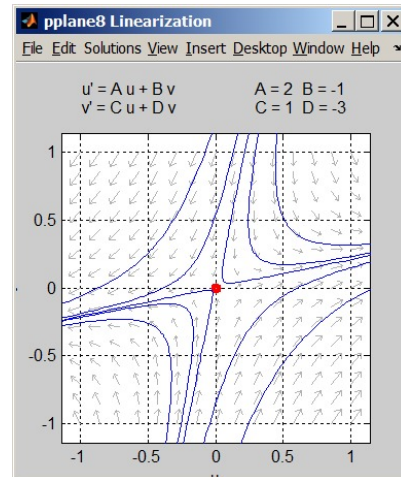 pplane8 Linearization
File Edit Solutions View Insert Desktop Window Help
u' = A u + B v A = 2 B = -1
v' = C u + D v C = 1 D = -3
1
0.5
0
-0.5
-1
-1 -0.5 0 0.5 1